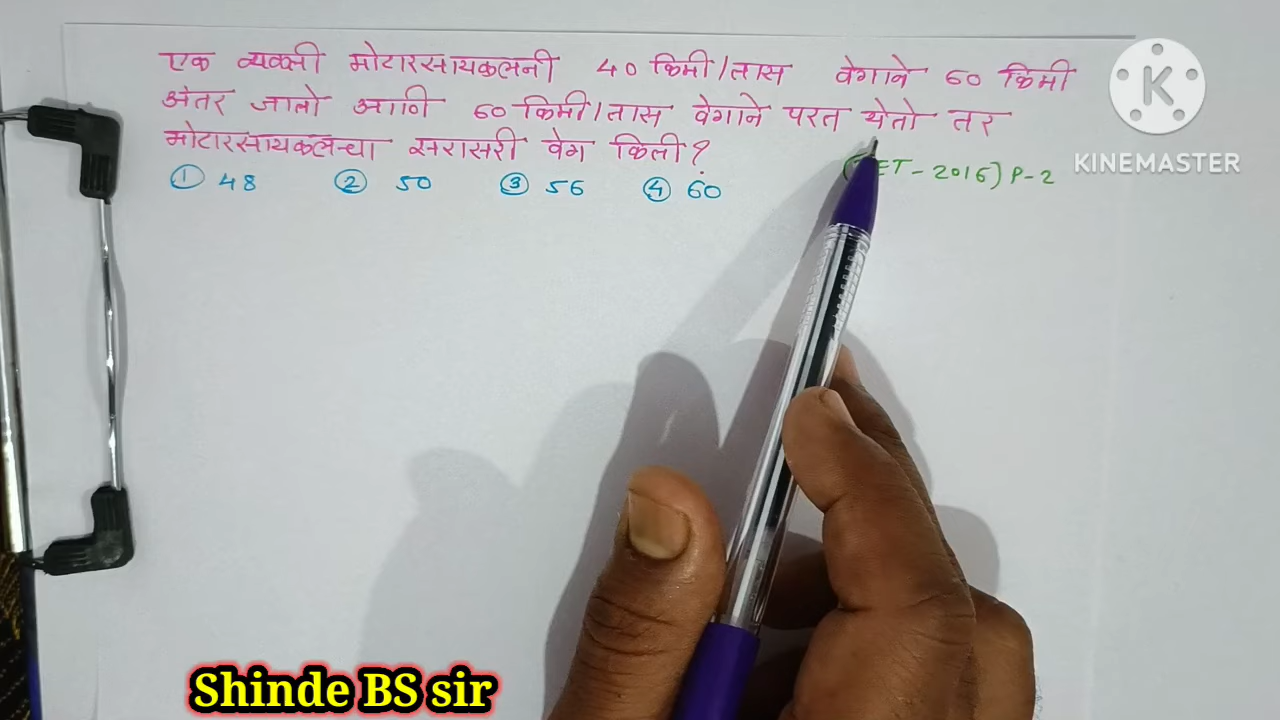 एक व्यक्ती मोटारसायकलनी 40 किमी/तास वेगाने 60 किमी
अंतर जातो आणि 60 किमी/तास वेगाने परत येतो तर
मोटारसायकलचा सरासरी वेग किती?
① 48 ② 50 ③ 56 ④ 60 ET - 2016) P-2
KINEMASTER
Shinde BS sir